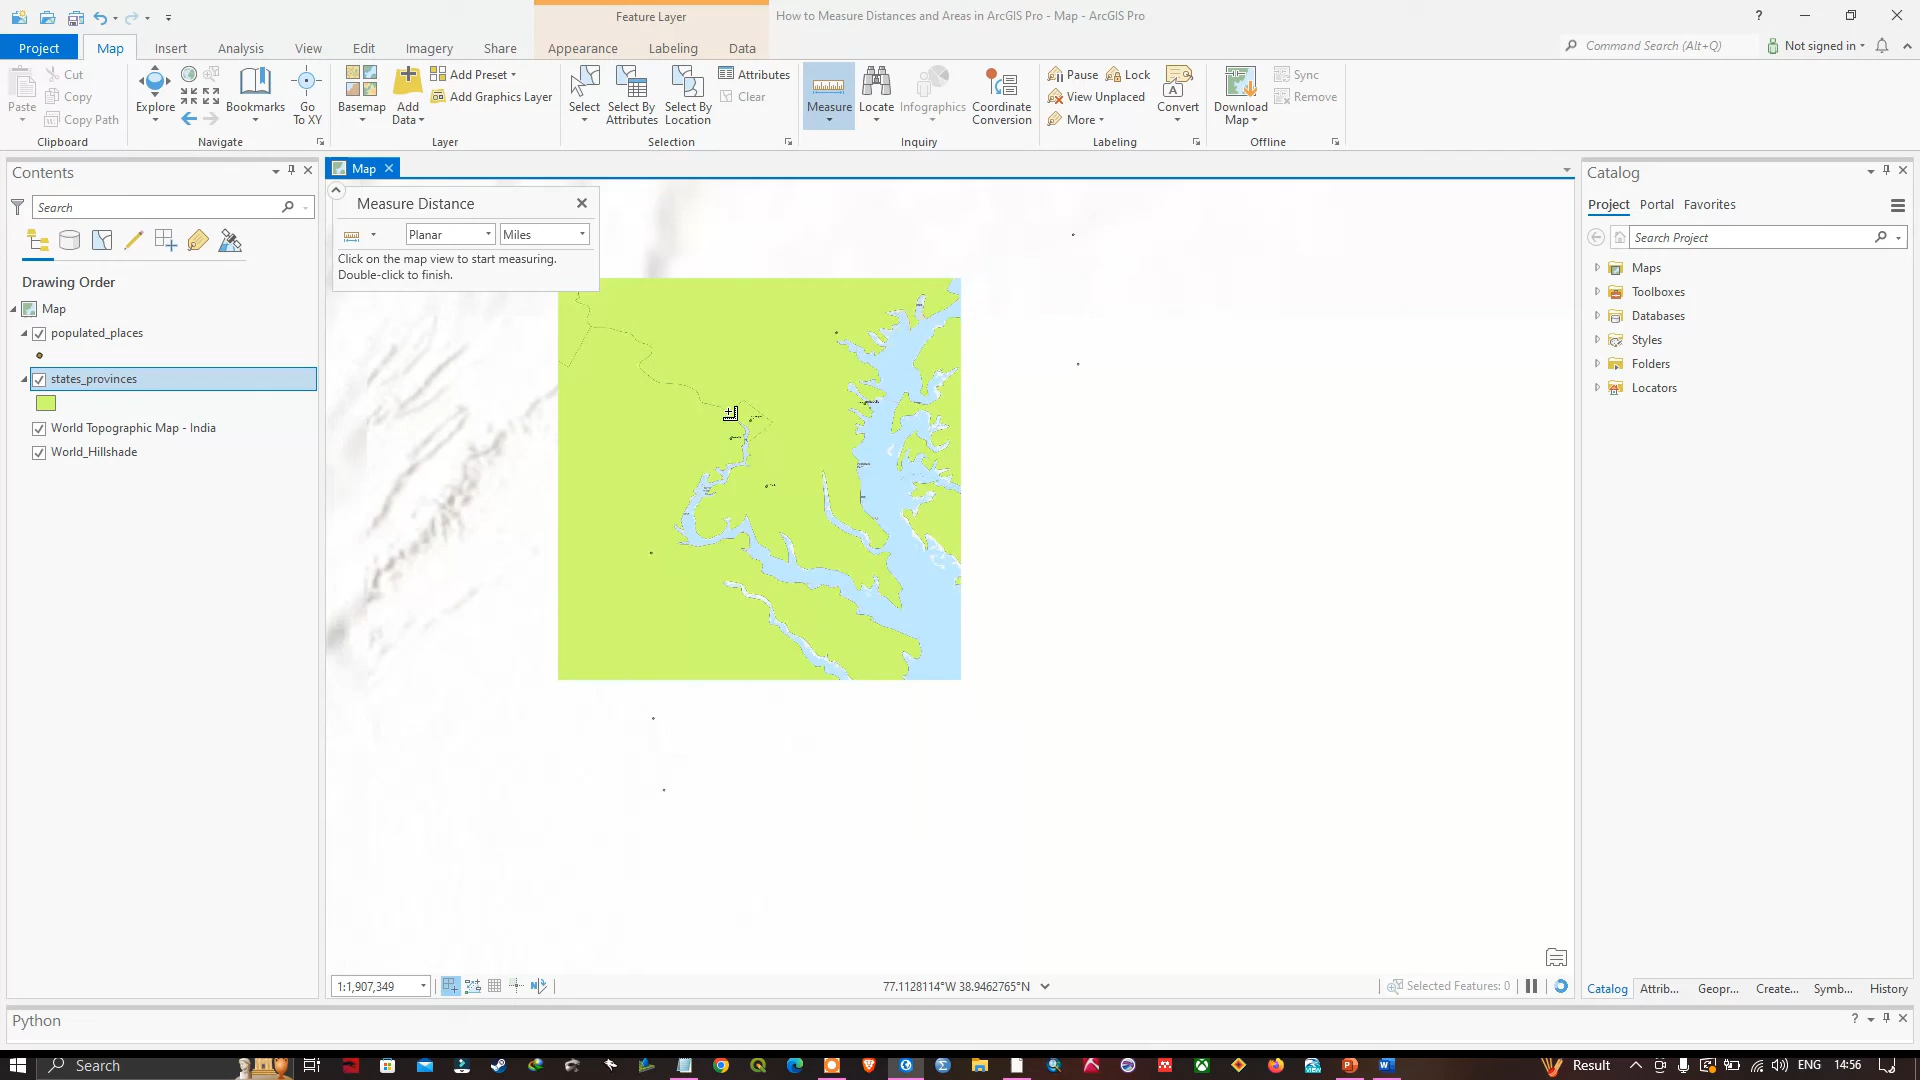 Feature Layer
How to Measure Distances and Areas in ArcGIS Pro - Map - ArcGIS Pro
?
Project
Map
Insert
Analysis
View
Edit
Imagery
Share
Appearance
Labeling
Data
Command Search (Alt+Q)
Not signed in
Paste
Cut
Copy
Copy Path
Clipboard
Explore
Bookmarks
Go To XY
Navigate
Basemap
Add Data
Add Preset
Add Graphics Layer
Layer
Select
Select By Attributes
Select By Location
Attributes
Clear
Selection
Measure
Locate
Infographics
Coordinate Conversion
Inquiry
Pause
Lock
View Unplaced
More
Convert
Labeling
Download Map
Sync
Remove
Offline
Contents
Search
Drawing Order
Map
populated_places
states_provinces
World Topographic Map - India
World_Hillshade
Map
Measure Distance
Planar
Miles
Click on the map view to start measuring.
Double-click to finish.
1:1,907,349
77.1128114°W 38.9462765°N
Selected Features: 0
Catalog
Project
Portal
Favorites
Search Project
Maps
Toolboxes
Databases
Styles
Folders
Locators
Catalog
Attrib...
Geopr...
Create...
Symb...
History
Python
?
Search
Result
ENG
14:56